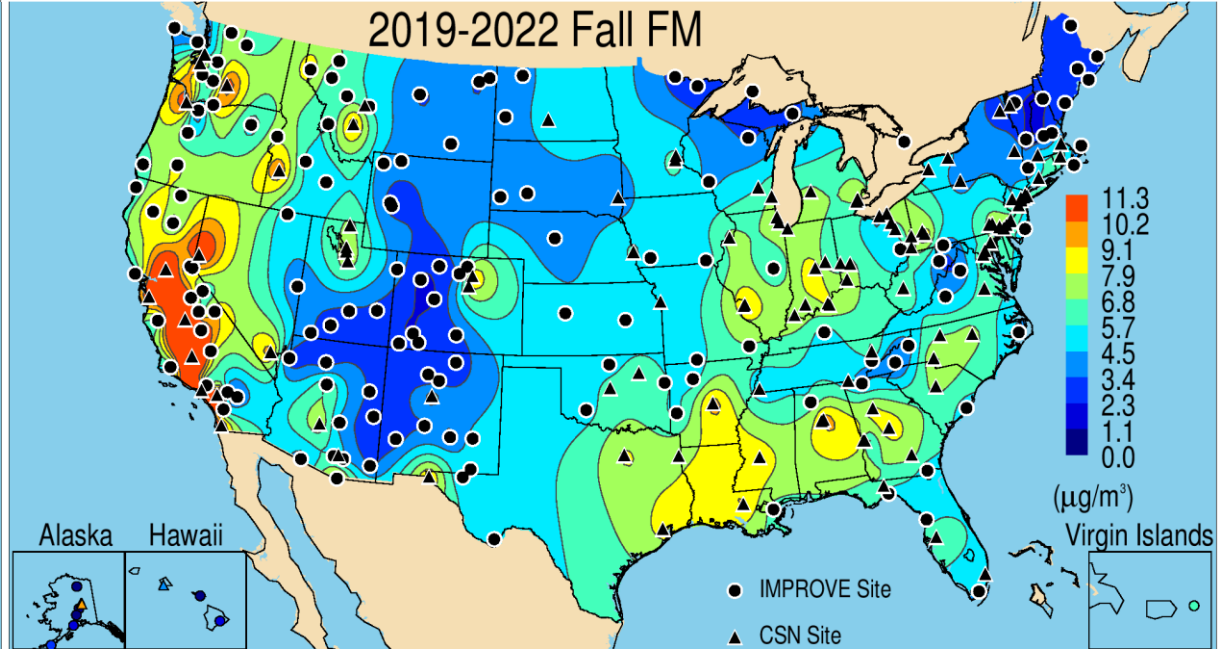 2019-2022 Fall FM
11.3
10.2
9.1
7.9
6.8
5.7
4.5
3.4
2.3
1.1
0.0
(μg/m³)
Alaska
Hawaii
Virgin Islands
IMPROVE Site
CSN Site